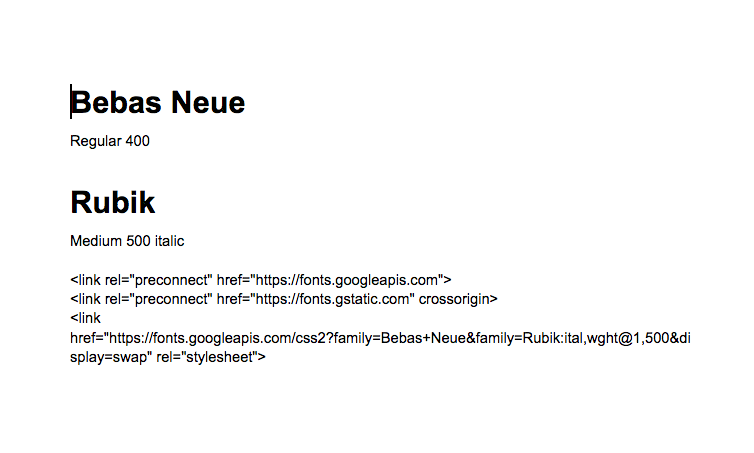 Bebas Neue
Regular 400
Rubik
Medium 500 italic
<link rel="preconnect" href="https://fonts.googleapis.com">
<link rel="preconnect" href="https://fonts.gstatic.com" crossorigin>
<link
href="https://fonts.googleapis.com/css2?family=Bebas+Neue&family=Rubik:ital,wght@1,500&di
splay=swap" rel="stylesheet">